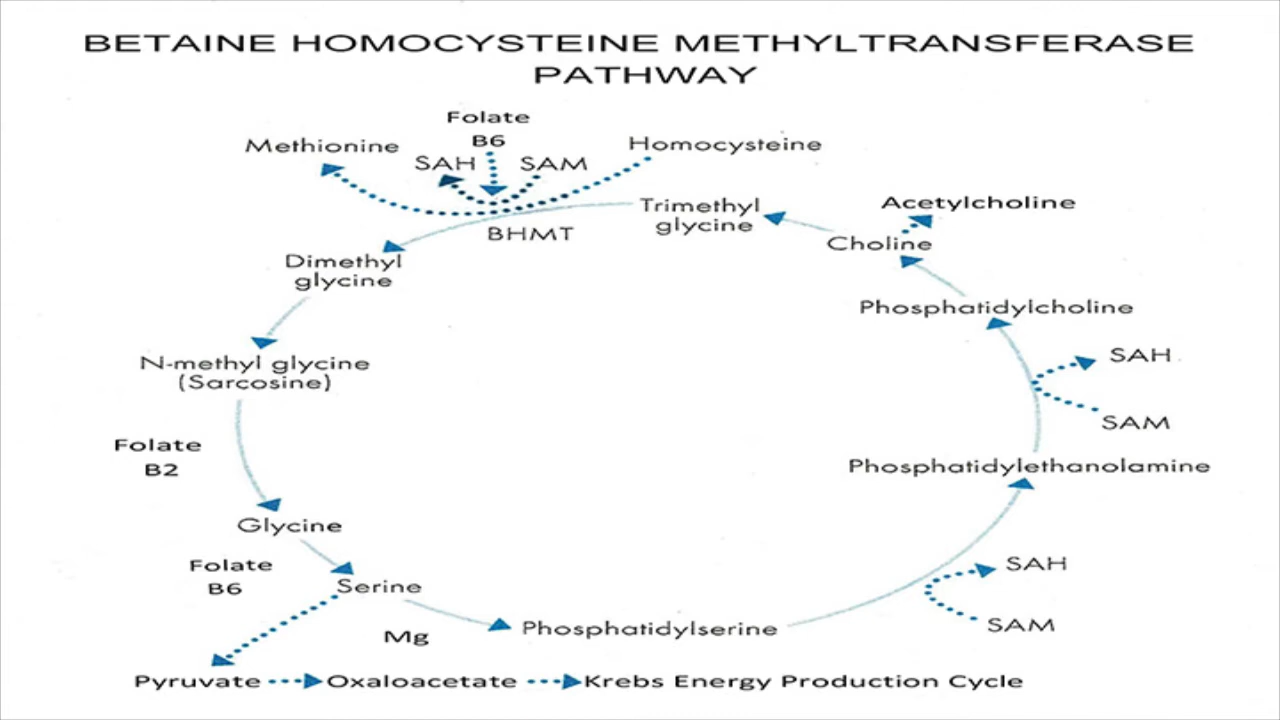 BETAINE HOMOCYSTEINE METHYLTRANSFERASE
PATHWAY
Folate
B6
Methionine
SAH
SAM
Homocysteine
BHMT
Trimethyl
glycine
Acetylcholine
Choline
Dimethyl
glycine
Phosphatidylcholine
N-methyl glycine
(Sarcosine)
SAH
SAM
Folate
B2
Phosphatidylethanolamine
Glycine
Folate
B6
Serine
SAH
SAM
Mg
Phosphatidylserine
Pyruvate
Oxaloacetate
Krebs Energy Production Cycle